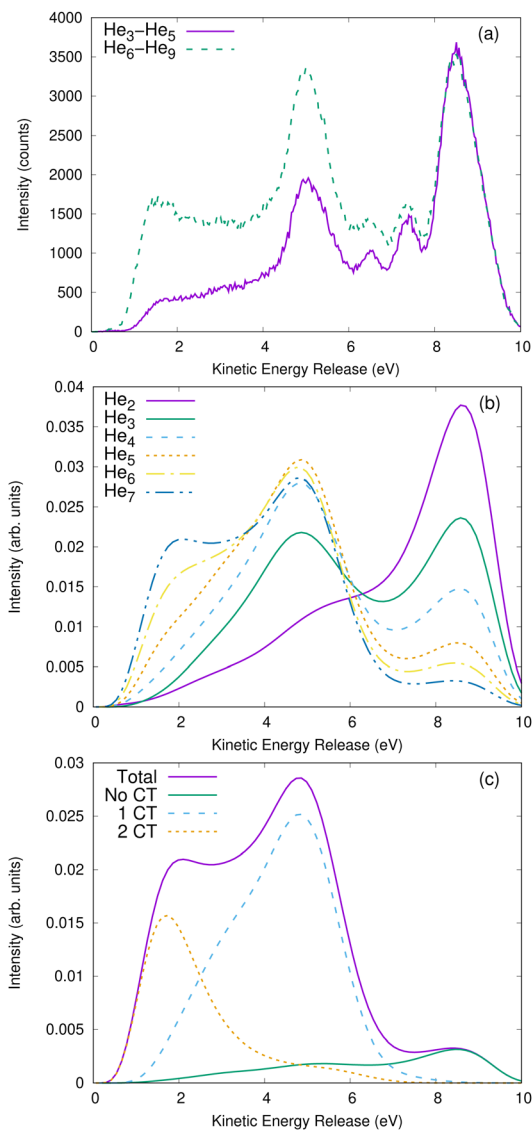 4000
3500
3000
2500
2000
1500
1000
500
0
Intensity (counts)
He₃–He₅
He₆–He₉
(a)
0 2 4 6 8 10
Kinetic Energy Release (eV)
0.04
0.035
0.03
0.025
0.02
0.015
0.01
0.005
0
Intensity (arb. units)
He₂
He₃
He₄
He₅
He₆
He₇
(b)
0 2 4 6 8 10
Kinetic Energy Release (eV)
0.03
0.025
0.02
0.015
0.01
0.005
0
Intensity (arb. units)
Total
No CT
1 CT
2 CT
(c)
0 2 4 6 8 10
Kinetic Energy Release (eV)